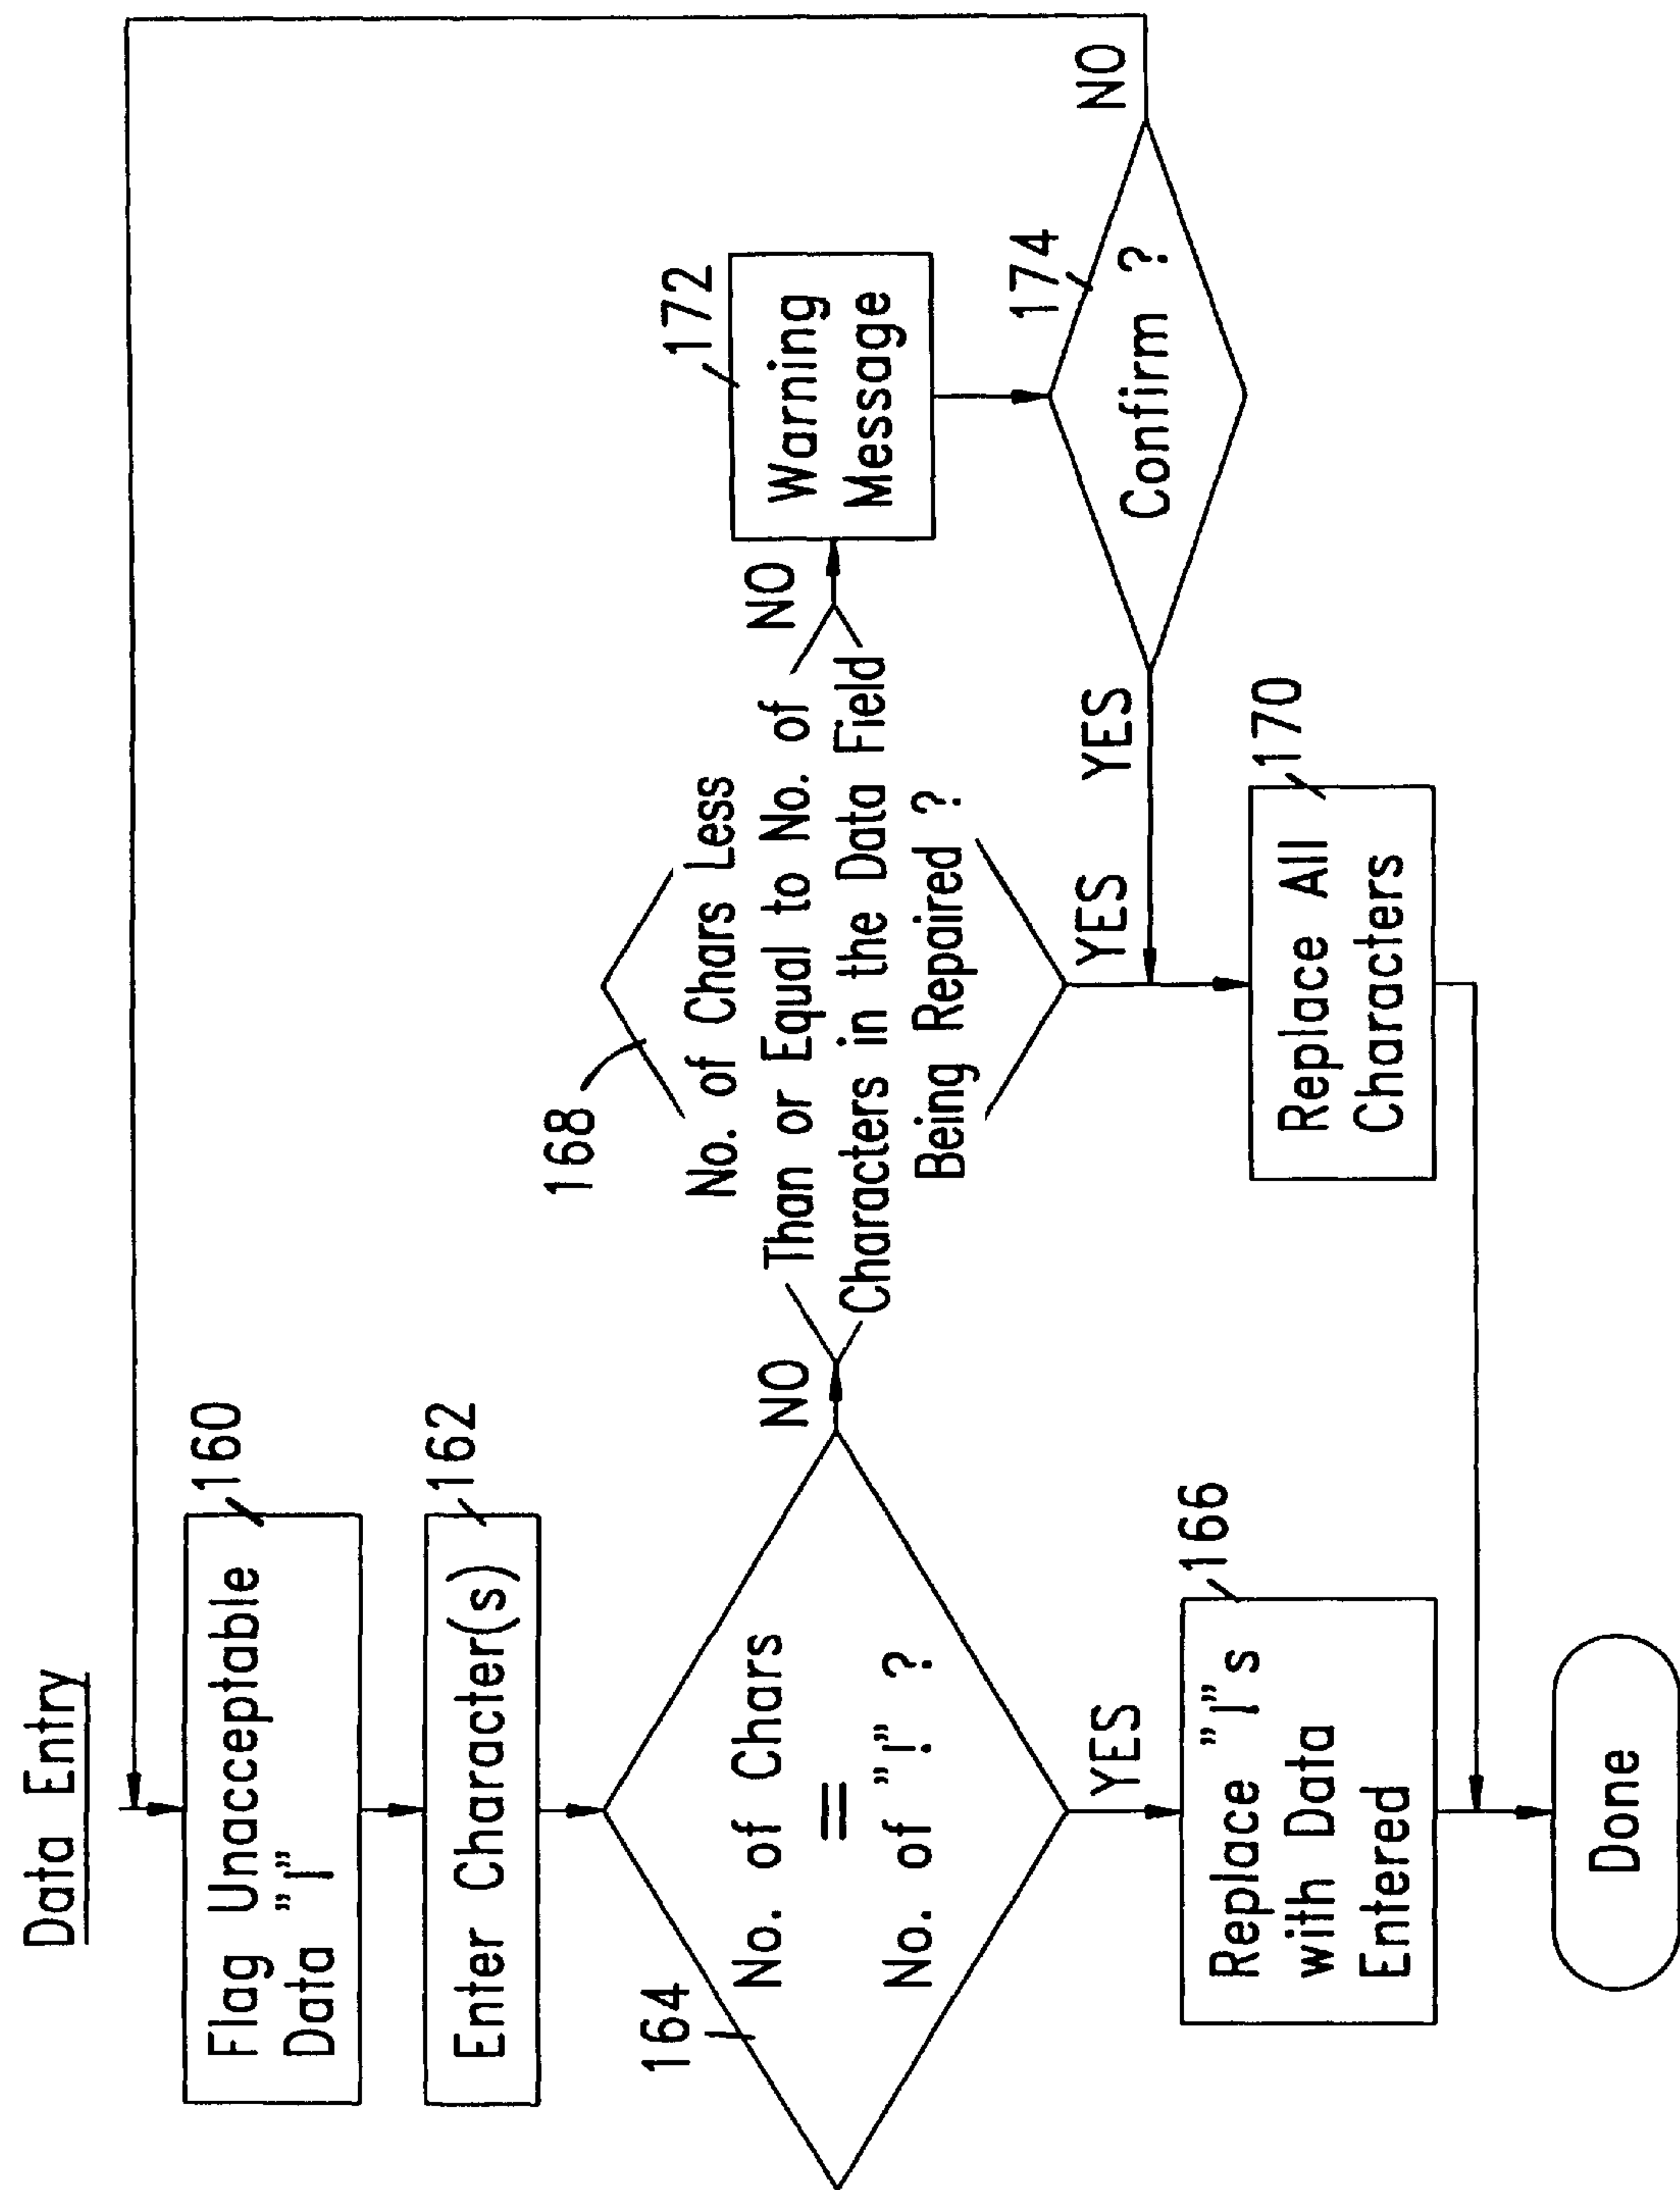 Data Entry
160
Flag Unacceptable
Data "|"
162
Enter Character(s)
164
No. of Chars
=
No. of "|" ?
NO
YES
166
Replace "|"s
with Data
Entered
Done
168
No. of Chars Less
Than or Equal to No. of
Characters in the Data Field
Being Repaired ?
NO
YES
170
Replace All
Characters
172
Warning
Message
174
Confirm ?
YES
NO